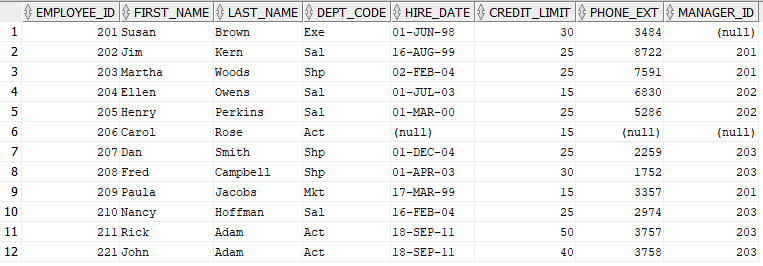 EMPLOYEE_ID FIRST_NAME LAST_NAME DEPT_CODE HIRE_DATE CREDIT_LIMIT PHONE_EXT MANAGER_ID
1 201 Susan Brown Exe 01-JUN-98 30 3484 (null)
2 202 Jim Kern Sal 16-AUG-99 25 8722 201
3 203 Martha Woods Shp 02-FEB-04 25 7591 201
4 204 Ellen Owens Sal 01-JUL-03 15 6830 202
5 205 Henry Perkins Sal 01-MAR-00 25 5286 202
6 206 Carol Rose Act (null) 15 (null) (null)
7 207 Dan Smith Shp 01-DEC-04 25 2259 203
8 208 Fred Campbell Shp 01-APR-03 30 1752 203
9 209 Paula Jacobs Mkt 17-MAR-99 15 3357 201
10 210 Nancy Hoffman Sal 16-FEB-04 25 2974 203
11 211 Rick Adam Act 18-SEP-11 50 3757 203
12 221 John Adam Act 18-SEP-11 40 3758 203